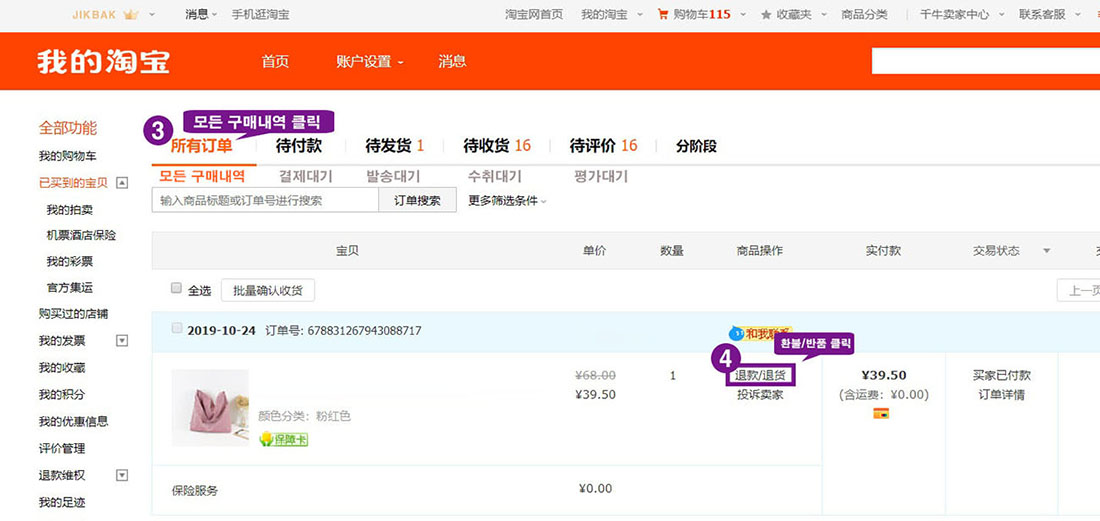 JIKBAK 消息 手机逛淘宝 淘宝网首页 我的淘宝 购物车115 收藏夹 商品分类 千牛卖家中心 联系客服
我的淘宝 首页 账户设置 消息
全部功能
我的购物车
已买到的宝贝
我的拍卖
机票酒店保险
我的彩票
官方集运
购买过的店铺
我的发票
我的收藏
我的积分
我的优惠信息
评价管理
退款维权
我的足迹
3 모든 구매내역 클릭
所有订单 待付款 待发货 1 待收货 16 待评价 16 分阶段
모든 구매내역 결제대기 발송대기 수취대기 평가대기
输入商品标题或订单号进行搜索 订单搜索 更多筛选条件
宝贝 单价 数量 商品操作 实付款 交易状态
全选 批量确认收货 上一页
2019-10-24 订单号: 678831267943088717 和我联系
4 환불/반품 클릭
¥68.00 1 退款/退货 ¥39.50 买家已付款
¥39.50 投诉卖家 (含运费: ¥0.00) 订单详情
颜色分类: 粉红色
保障卡
保险服务 ¥0.00